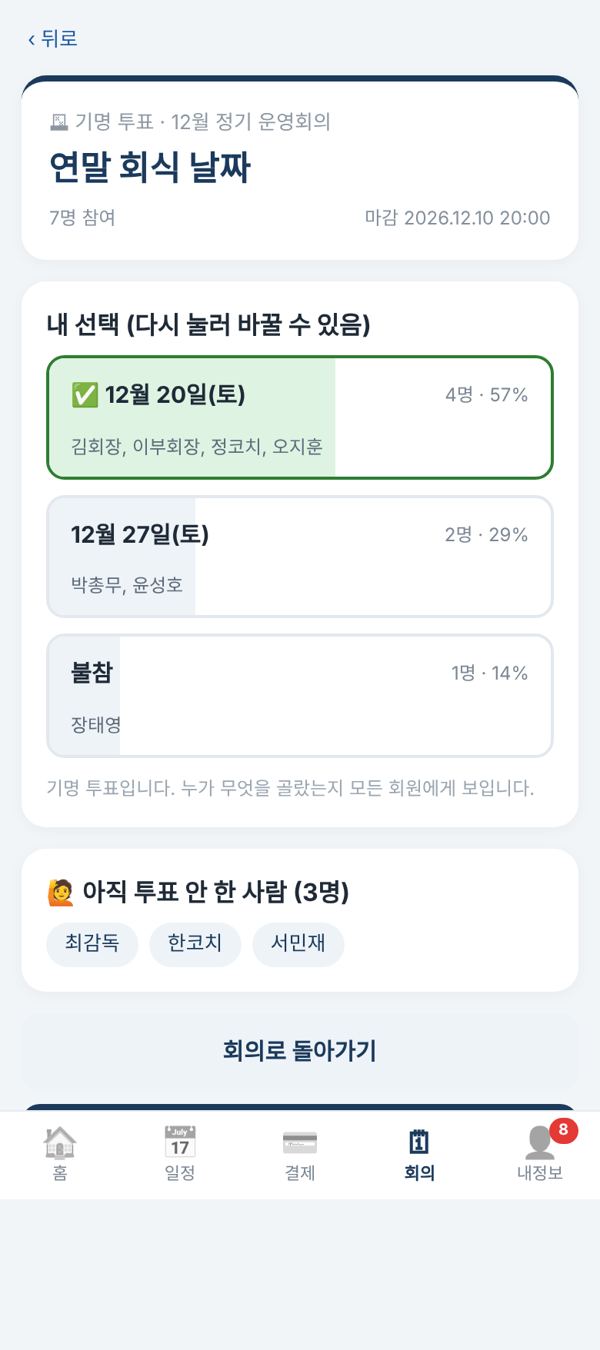 ‹ 뒤로
기명 투표 · 12월 정기 운영회의
연말 회식 날짜
7명 참여
마감 2026.12.10 20:00
내 선택 (다시 눌러 바꿀 수 있음)
✅ 12월 20일(토)
4명 · 57%
김회장, 이부회장, 정코치, 오지훈
12월 27일(토)
2명 · 29%
박총무, 윤성호
불참
1명 · 14%
장태영
기명 투표입니다. 누가 무엇을 골랐는지 모든 회원에게 보입니다.
🙋 아직 투표 안 한 사람 (3명)
최감독
한코치
서민재
회의로 돌아가기
July
17
1
8
홈
일정
결제
회의
내정보